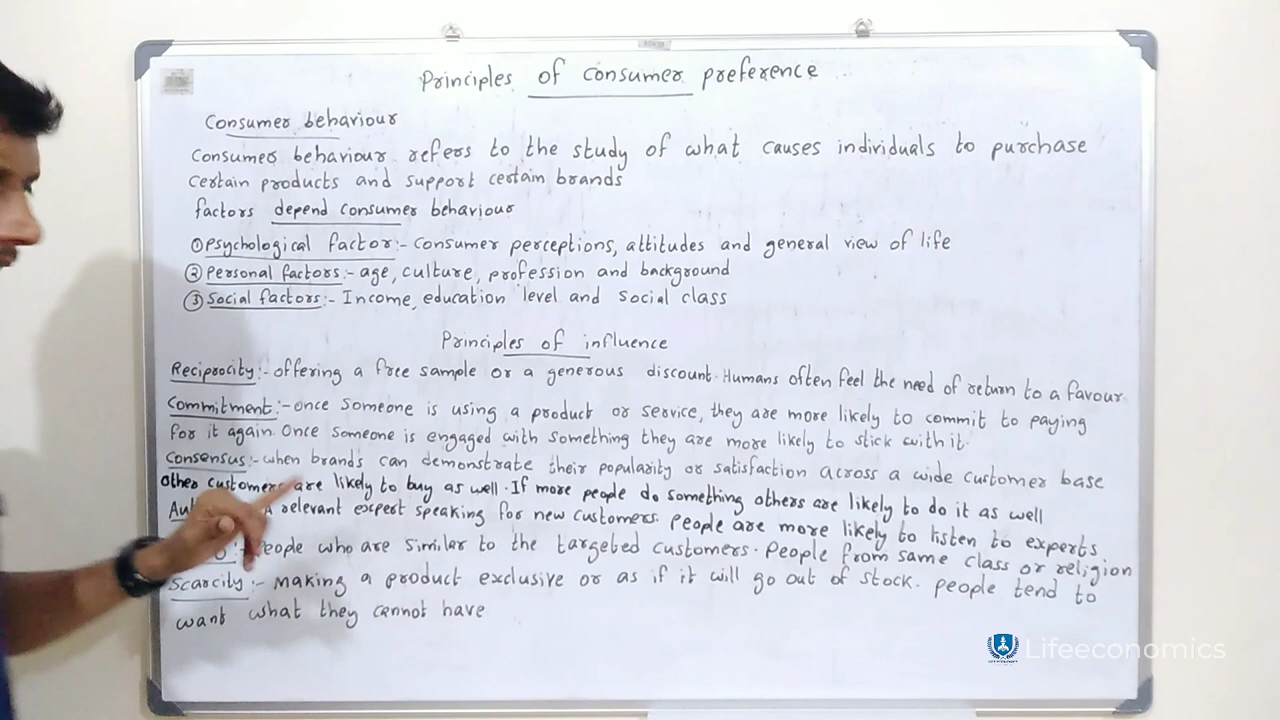 Principles of consumer preference
Consumer behaviour
Consumer behaviour refers to the study of what causes individuals to purchase
certain products and support certain brands
factors depend consumer behaviour
① Psychological factor:- consumer perceptions, attitudes and general view of life
② Personal factors:- age, culture, profession and background
③ Social factors:- Income, education level and social class
Principles of influence
Reciprocity:- offering a free sample or a generous discount. Humans often feel the need of return to a favour
Commitment:- once someone is using a product or service, they are more likely to commit to paying
for it again. Once someone is engaged with something they are more likely to stick with it.
Consensus:- when brands can demonstrate their popularity or satisfaction across a wide customer base
other customers are likely to buy as well. If more people do something others are likely to do it as well
A relevant expert speaking for new customers. People are more likely to listen to experts.
People who are similar to the targeted customers. People from same class or religion
Scarcity:- Making a product exclusive or as if it will go out of stock. people tend to
want what they cannot have
Lifeeconomics